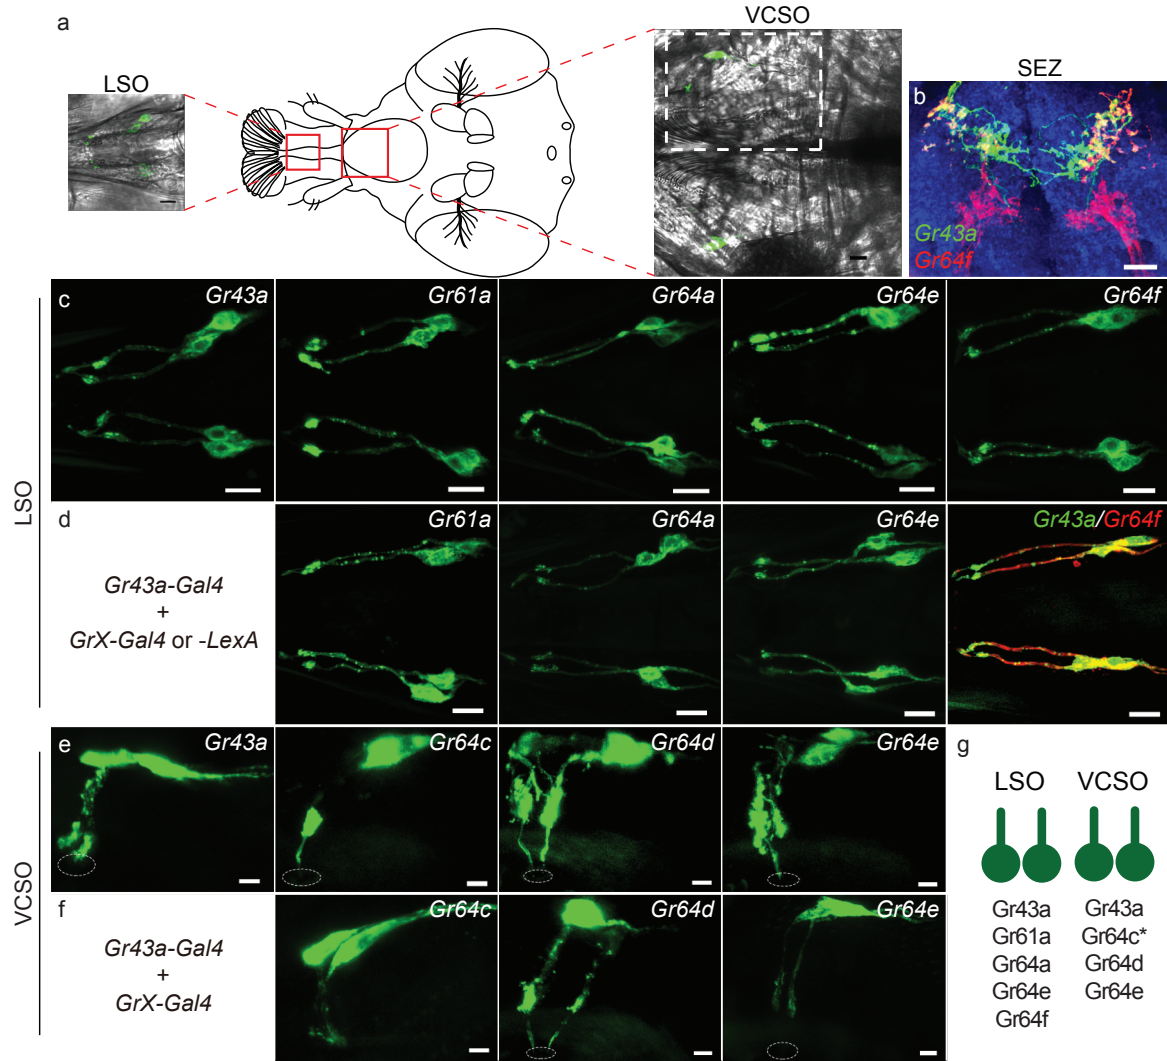 a
LSO
VCSO
SEZ
b
Gr43a
Gr64f
LSO
c
Gr43a
Gr61a
Gr64a
Gr64e
Gr64f
d
Gr43a-Gal4
+
GrX-Gal4 or -LexA
Gr61a
Gr64a
Gr64e
Gr43a/Gr64f
VCSO
e
Gr43a
Gr64c
Gr64d
Gr64e
f
Gr43a-Gal4
+
GrX-Gal4
Gr64c
Gr64d
Gr64e
g
LSO VCSO
Gr43a Gr43a
Gr61a Gr64c*
Gr64a Gr64d
Gr64e Gr64e
Gr64f